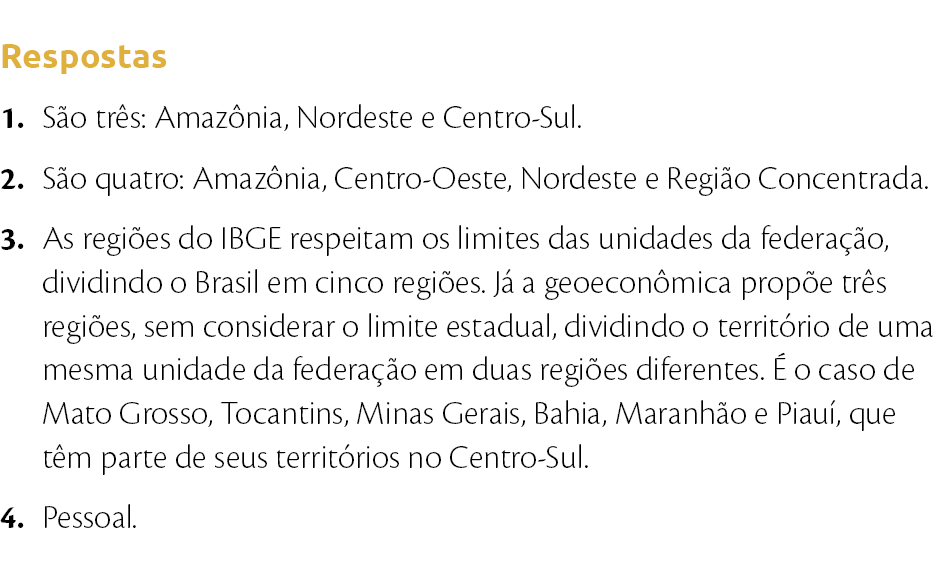 Respostas
1. São três: Amazônia, Nordeste e Centro-Sul.
2. São quatro: Amazônia, Centro-Oeste, Nordeste e Região Concentrada.
3. As regiões do IBGE respeitam os limites das unidades da federação,
dividindo o Brasil em cinco regiões. Já a geoeconômica propõe três
regiões, sem considerar o limite estadual, dividindo o território de uma
mesma unidade da federação em duas regiões diferentes. É o caso de
Mato Grosso, Tocantins, Minas Gerais, Bahia, Maranhão e Piauí, que
têm parte de seus territórios no Centro-Sul.
4. Pessoal.